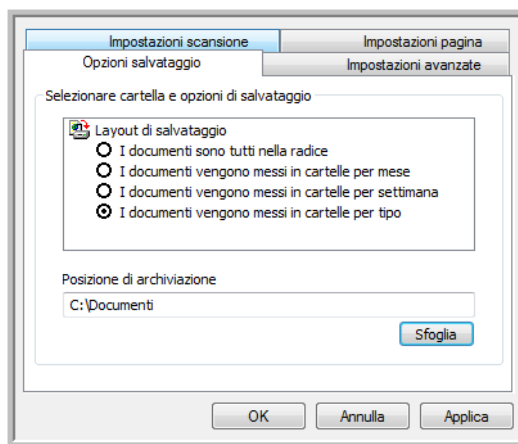 Impostazioni scansione
Impostazioni pagina
Opzioni salvataggio
Impostazioni avanzate
Selezionare cartella e opzioni di salvataggio
Layout di salvataggio
I documenti sono tutti nella radice
I documenti vengono messi in cartelle per mese
I documenti vengono messi in cartelle per settimana
I documenti vengono messi in cartelle per tipo
Posizione di archiviazione
C:\Documenti
Sfoglia
OK
Annulla
Applica